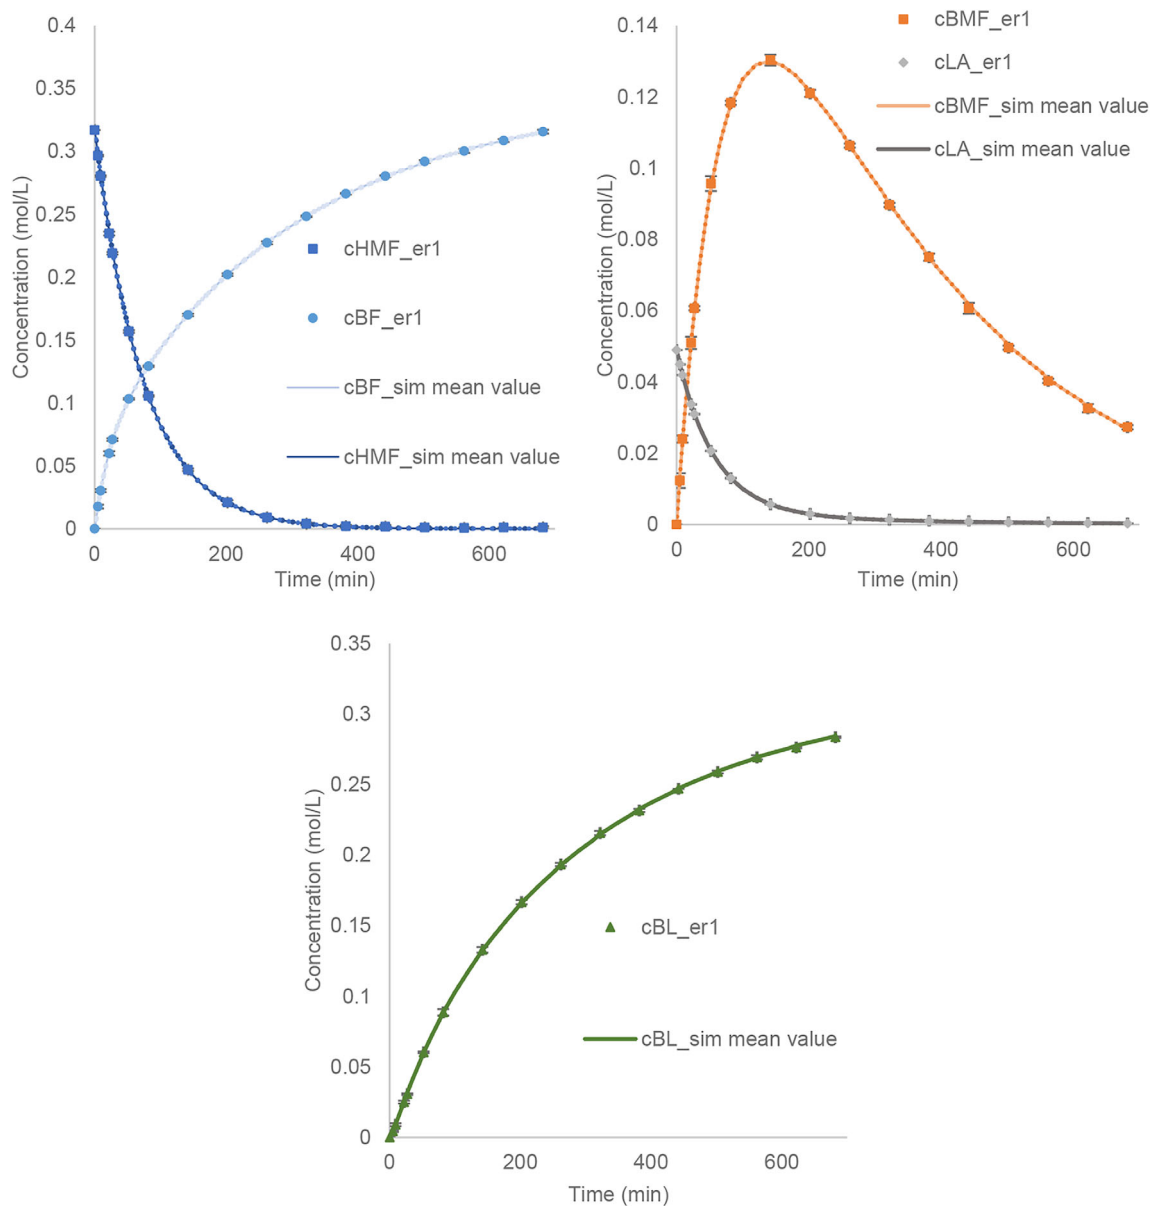 0.4
0.35
0.3
0.25
0.2
0.15
0.1
0.05
0
Concentration (mol/L)
0 200 400 600
Time (min)
cHMF_er1
cBF_er1
cBF_sim mean value
cHMF_sim mean value
0.14
0.12
0.1
0.08
0.06
0.04
0.02
0
Concentration (mol/L)
0 200 400 600
Time (min)
cBMF_er1
cLA_er1
cBMF_sim mean value
cLA_sim mean value
0.35
0.3
0.25
0.2
0.15
0.1
0.05
0
Concentration (mol/L)
0 200 400 600
Time (min)
cBL_er1
cBL_sim mean value